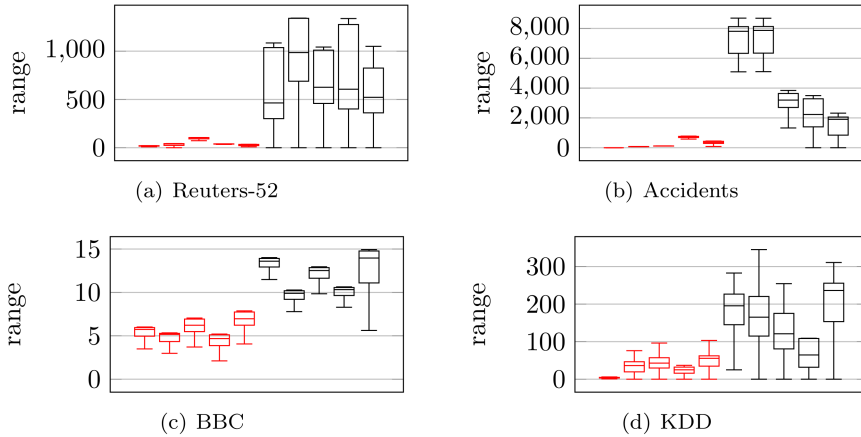 range
1,000
500
0
(a) Reuters-52
range
8,000
6,000
4,000
2,000
0
(b) Accidents
range
15
10
5
0
(c) BBC
range
300
200
100
0
(d) KDD